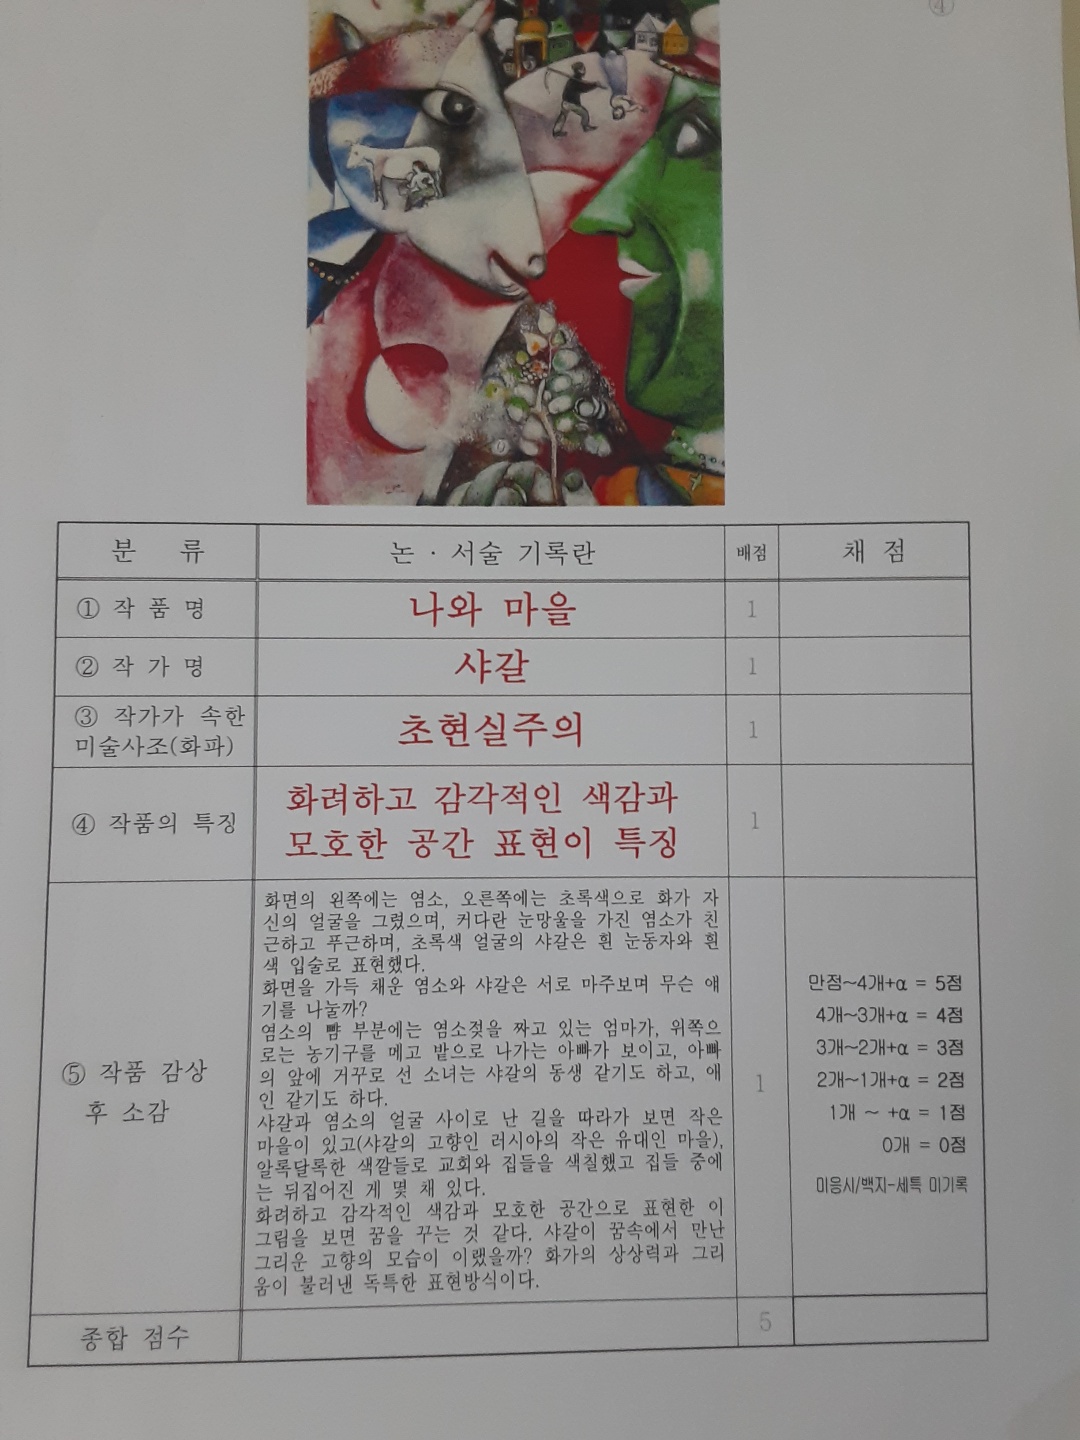 ④
분 류 논·서술 기록란 배점 채 점
① 작 품 명 나와 마을 1
② 작 가 명 샤갈 1
③ 작가가 속한
미술사조(화파) 초현실주의 1
④ 작품의 특징 화려하고 감각적인 색감과
모호한 공간 표현이 특징 1
⑤ 작품 감상
후 소감
화면의 왼쪽에는 염소, 오른쪽에는 초록색으로 화가 자
신의 얼굴을 그렸으며, 커다란 눈망울을 가진 염소가 친
근하고 푸근하며, 초록색 얼굴의 샤갈은 흰 눈동자와 흰
색 입술로 표현했다.
화면을 가득 채운 염소와 샤갈은 서로 마주보며 무슨 얘
기를 나눌까?
염소의 뺨 부분에는 염소젖을 짜고 있는 엄마가, 위쪽으
로는 농기구를 메고 밭으로 나가는 아빠가 보이고, 아빠
의 앞에 거꾸로 선 소녀는 샤갈의 동생 같기도 하고, 애
인 같기도 하다.
샤갈과 염소의 얼굴 사이로 난 길을 따라가 보면 작은
마을이 있고(샤갈의 고향인 러시아의 작은 유대인 마을),
알록달록한 색깔들로 교회와 집들을 색칠했고 집들 중에
는 뒤집어진 게 몇 채 있다.
화려하고 감각적인 색감과 모호한 공간으로 표현한 이
그림을 보면 꿈을 꾸는 것 같다. 샤갈이 꿈속에서 만난
그리운 고향의 모습이 이랬을까? 화가의 상상력과 그리
움이 불러낸 독특한 표현방식이다.
1
만점~4개+α = 5점
4개~3개+α = 4점
3개~2개+α = 3점
2개~1개+α = 2점
1개 ~ +α = 1점
0개 = 0점
미응시/백지-세특 미기록
종합 점수 5